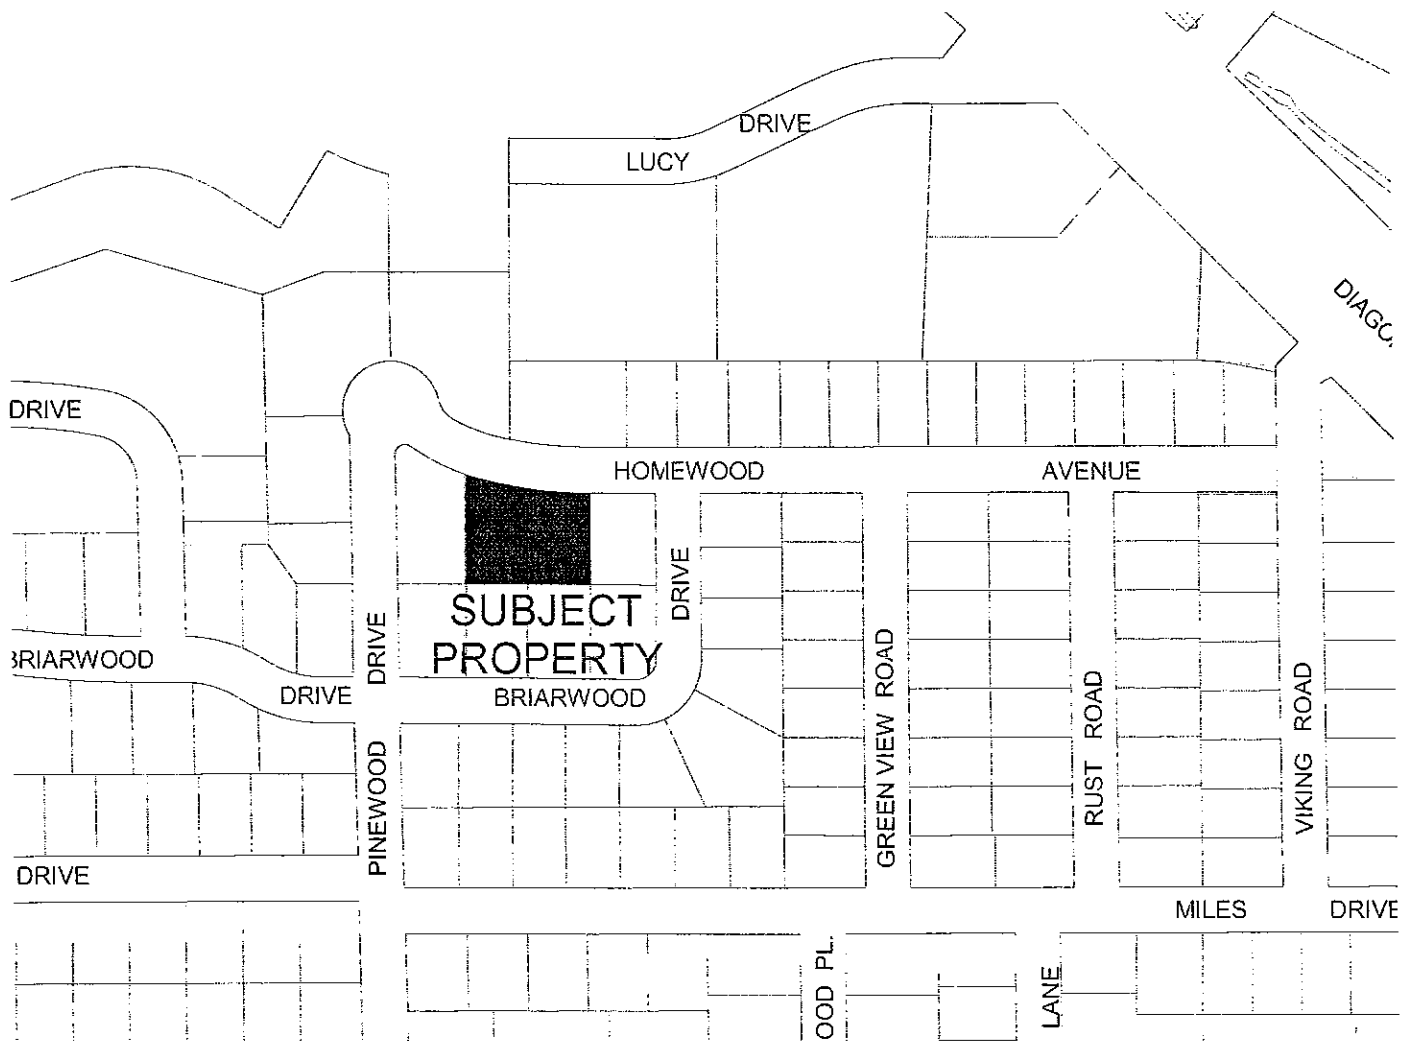 DRIVE
LUCY
DIAGO
DRIVE
HOMEWOOD AVENUE
DRIVE
SUBJECT
PROPERTY
BRIARWOOD DRIVE
DRIVE
BRIARWOOD
PINEWOOD
GREEN VIEW ROAD
RUST ROAD
VIKING ROAD
DRIVE
MILES DRIVE
OOD PL.
LANE